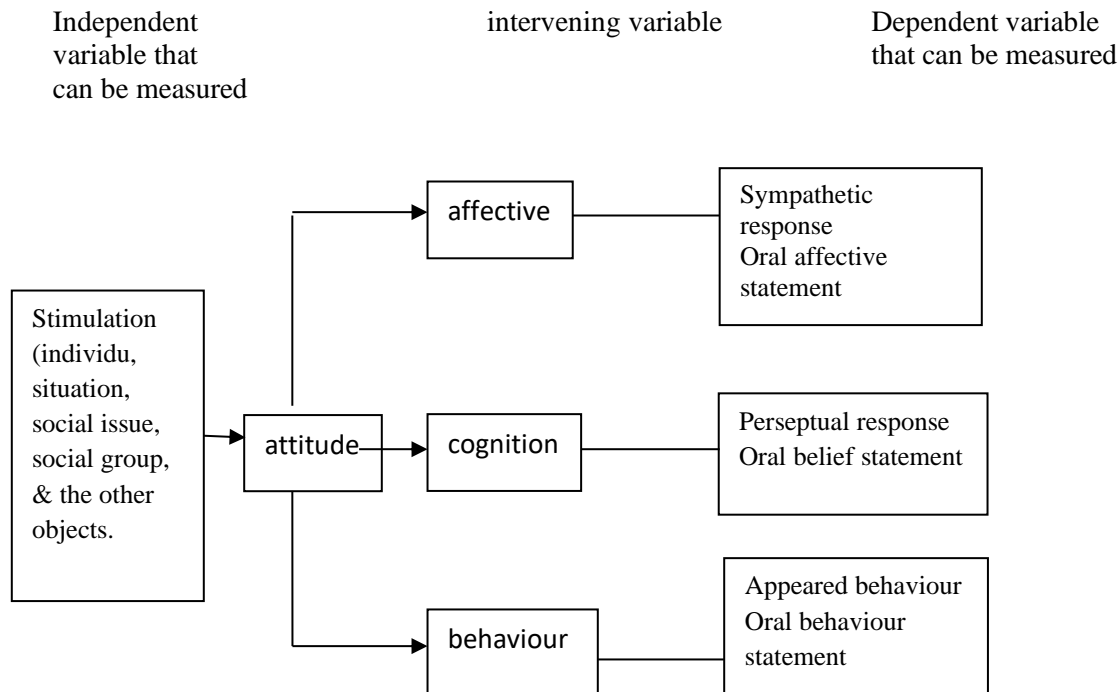 Independent
variable that
can be measured
intervening variable
Dependent variable
that can be measured
affective
Sympathetic
response
Oral affective
statement
Stimulation
(individu,
situation,
social issue,
social group,
& the other
objects.
attitude
cognition
Perseptual response
Oral belief statement
behaviour
Appeared behaviour
Oral behaviour
statement